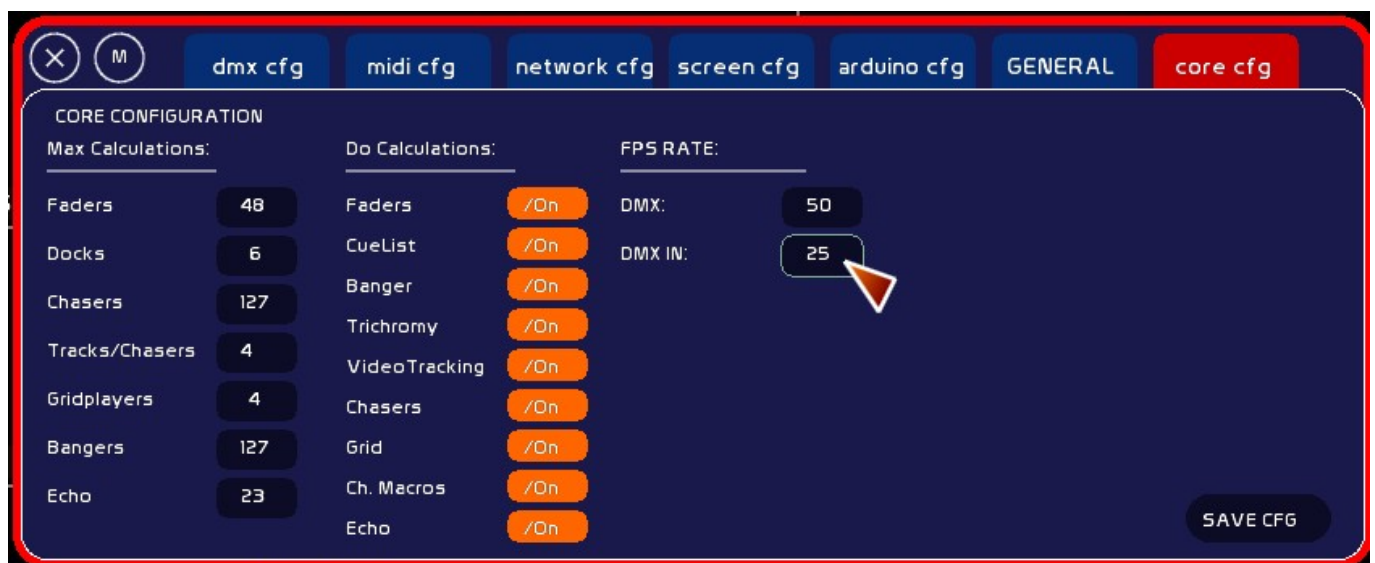 M
dmx cfg
midi cfg
network cfg
screen cfg
arduino cfg
GENERAL
core cfg
CORE CONFIGURATION
Max Calculations:
Faders 48
Docks 6
Chasers 127
Tracks/Chasers 4
Gridplayers 4
Bangers 127
Echo 23
Do Calculations:
Faders /On
CueList /On
Banger /On
Trichromy /On
VideoTracking /On
Chasers /On
Grid /On
Ch. Macros /On
Echo /On
FPS RATE:
DMX: 50
DMX IN: 25
SAVE CFG